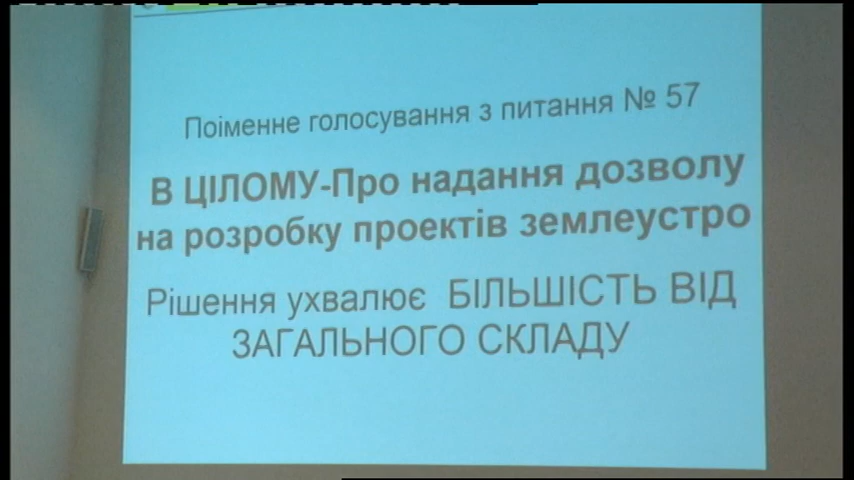 Поіменне голосування з питання № 57
В ЦІЛОМУ-Про надання дозволу
на розробку проектів землеустро
Рішення ухвалює БІЛЬШІСТЬ ВІД
ЗАГАЛЬНОГО СКЛАДУ